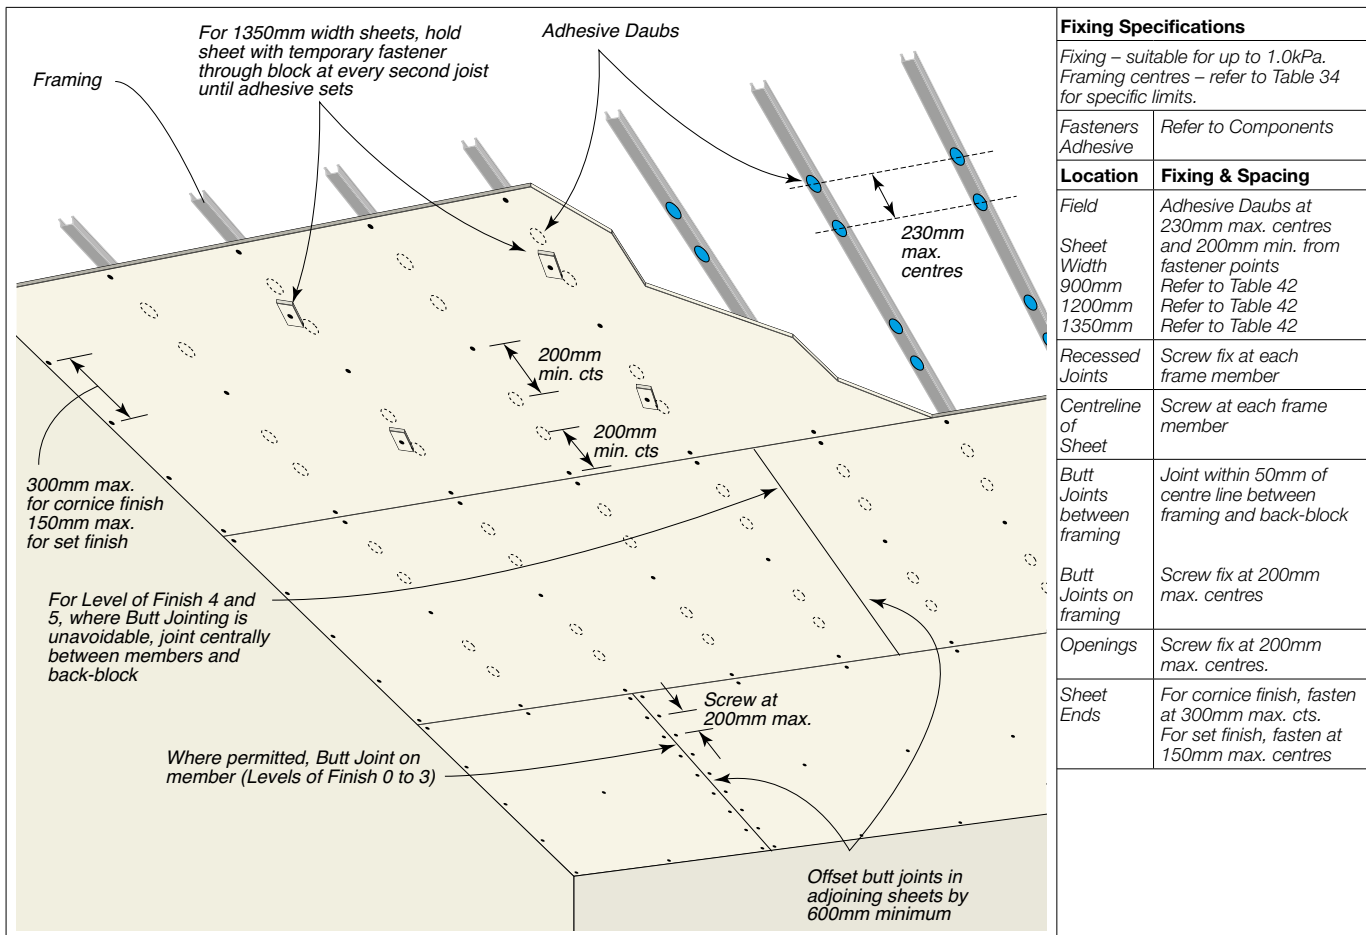 For 1350mm width sheets, hold
sheet with temporary fastener
through block at every second joist
until adhesive sets
Adhesive Daubs
Framing
230mm
max.
centres
200mm
min. cts
200mm
min. cts
300mm max.
for cornice finish
150mm max.
for set finish
For Level of Finish 4 and
5, where Butt Jointing is
unavoidable, joint centrally
between members and
back-block
Screw at
200mm max.
Where permitted, Butt Joint on
member (Levels of Finish 0 to 3)
Offset butt joints in
adjoining sheets by
600mm minimum
Fixing Specifications
Fixing – suitable for up to 1.0kPa.
Framing centres – refer to Table 34
for specific limits.
Fasteners Refer to Components
Adhesive
Location Fixing & Spacing
Field Adhesive Daubs at
230mm max. centres
Sheet and 200mm min. from
Width fastener points
900mm Refer to Table 42
1200mm Refer to Table 42
1350mm Refer to Table 42
Recessed Screw fix at each
Joints frame member
Centreline Screw at each frame
of member
Sheet
Butt Joint within 50mm of
Joints centre line between
between framing and back-block
framing
Butt Screw fix at 200mm
Joints on max. centres
framing
Openings Screw fix at 200mm
max. centres.
Sheet For cornice finish, fasten
Ends at 300mm max. cts.
For set finish, fasten at
150mm max. centres